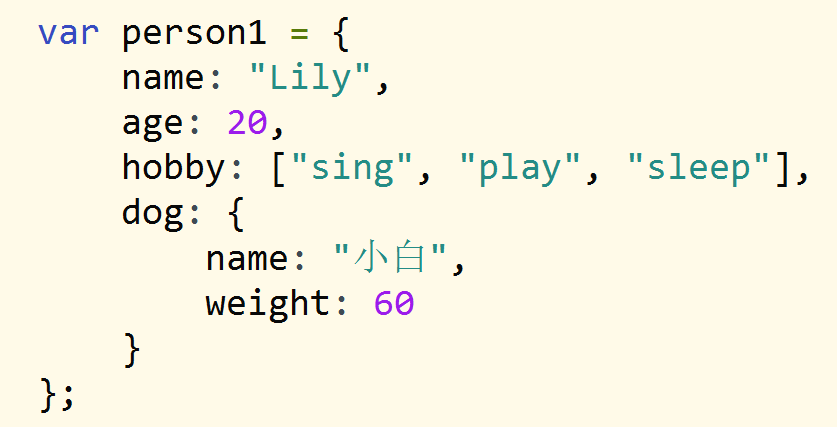 var person1 = {
    name: "Lily",
    age: 20,
    hobby: ["sing", "play", "sleep"],
    dog: {
        name: "小白",
        weight: 60
    }
};